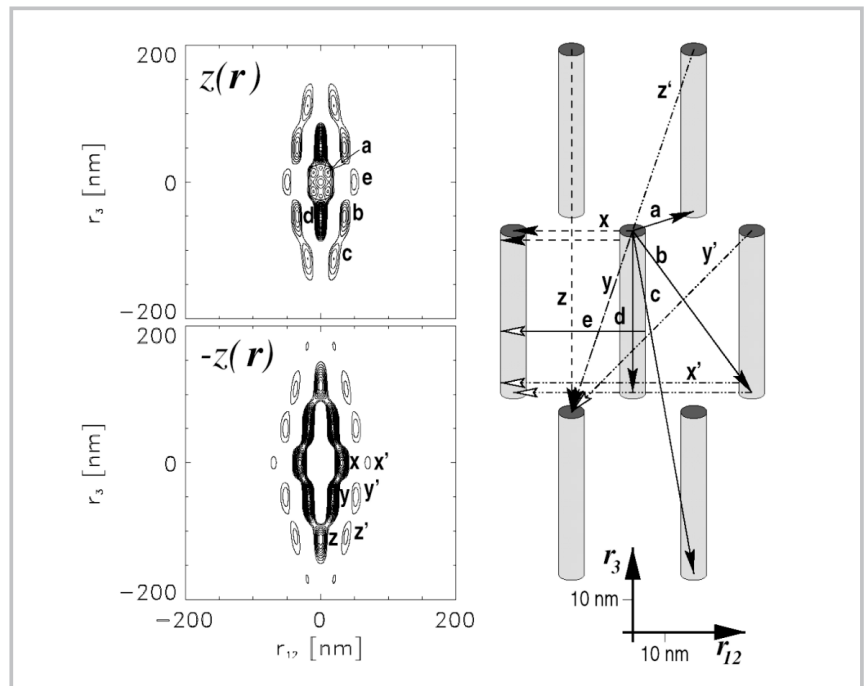 200
z(r)
a
e
d
b
c
0
-200
r₃ [nm]
200
-z(r)
x
x'
y
y'
z
z'
0
-200
r₃ [nm]
-200
0
200
r₁₂ [nm]
z'
x
a
b
y'
y
c
z
d
e
x'
r₃
10 nm
10 nm
r₁₂